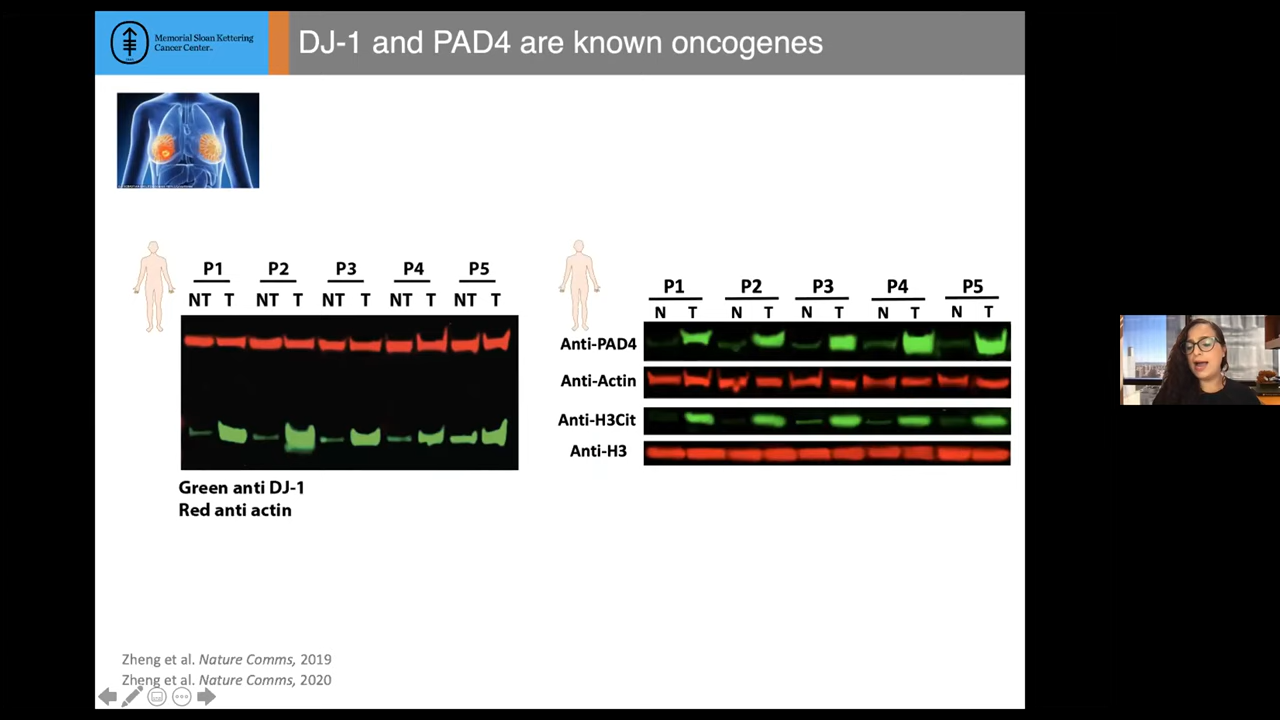 Memorial Sloan Kettering
Cancer Center
DJ-1 and PAD4 are known oncogenes
P1 P2 P3 P4 P5
NT T NT T NT T NT T NT T
Green anti DJ-1
Red anti actin
P1 P2 P3 P4 P5
N T N T N T N T N T
Anti-PAD4
Anti-Actin
Anti-H3Cit
Anti-H3
Zheng et al. Nature Comms, 2019
Zheng et al. Nature Comms, 2020